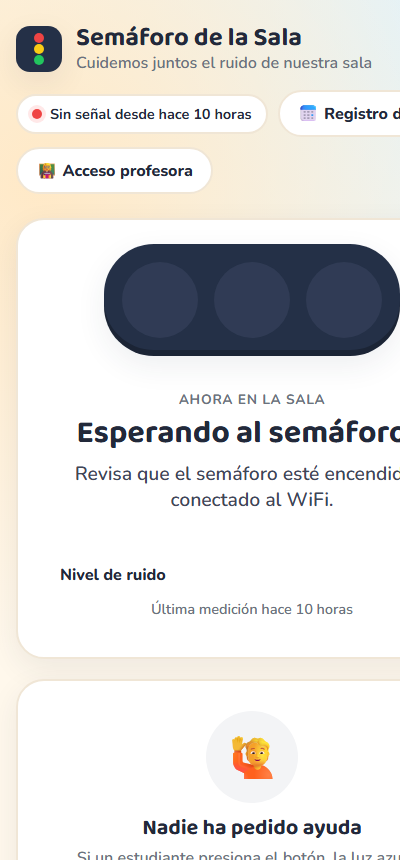 Semáforo de la Sala
Cuidemos juntos el ruido de nuestra sala
Sin señal desde hace 10 horas
Registro d
Acceso profesora
AHORA EN LA SALA
Esperando al semáforo
Revisa que el semáforo esté encendid
conectado al WiFi.
Nivel de ruido
Última medición hace 10 horas
Nadie ha pedido ayuda
Si un estudiante presiona el botón, la luz azu